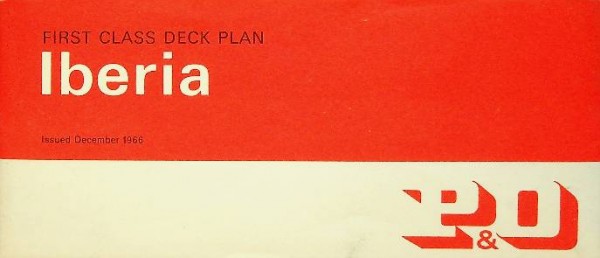 FIRST CLASS DECK PLAN
Iberia
Issued December 1966
P&O